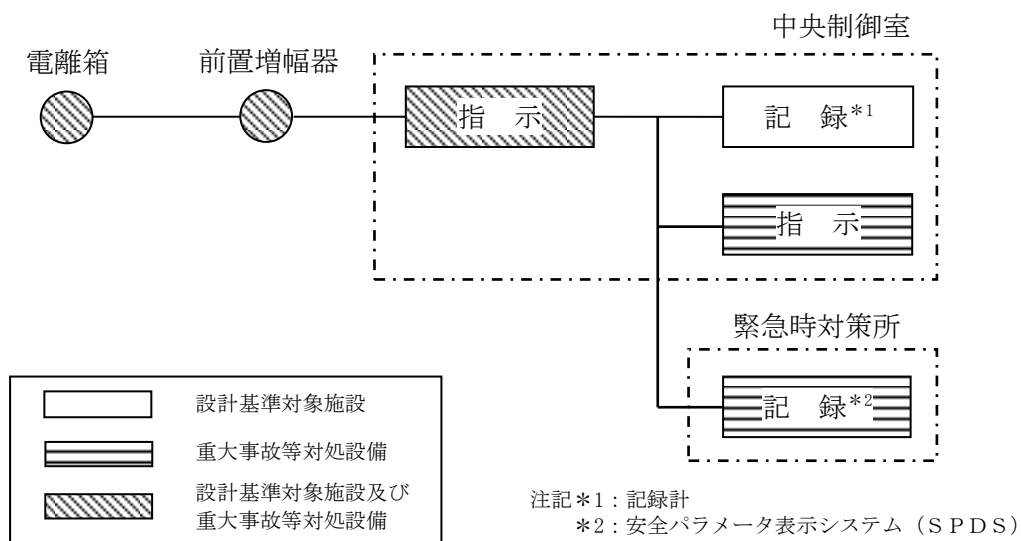 中央制御室
電離箱
前置増幅器
指 示
記 録*1
指 示
緊急時対策所
記 録*2
設計基準対象施設
重大事故等対処設備
設計基準対象施設及び
重大事故等対処設備
注記*1:記録計
*2:安全パラメータ表示システム(SPDS)